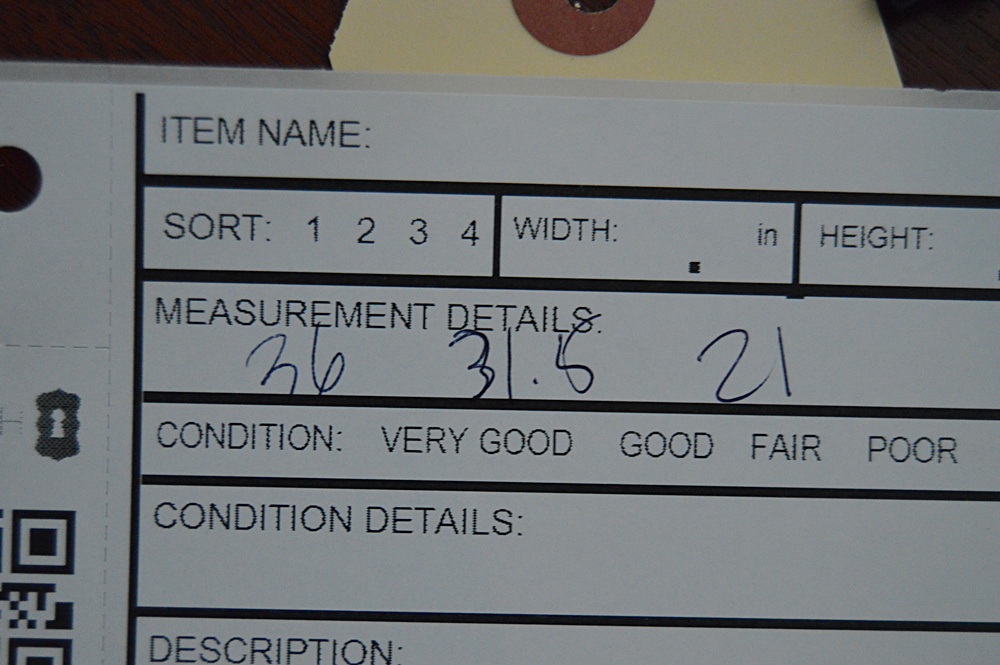 ITEM NAME:
SORT: 1 2 3 4 WIDTH: . in HEIGHT:
MEASUREMENT DETAILS:
36 31.5 21
CONDITION: VERY GOOD GOOD FAIR POOR
CONDITION DETAILS:
DESCRIPTION: